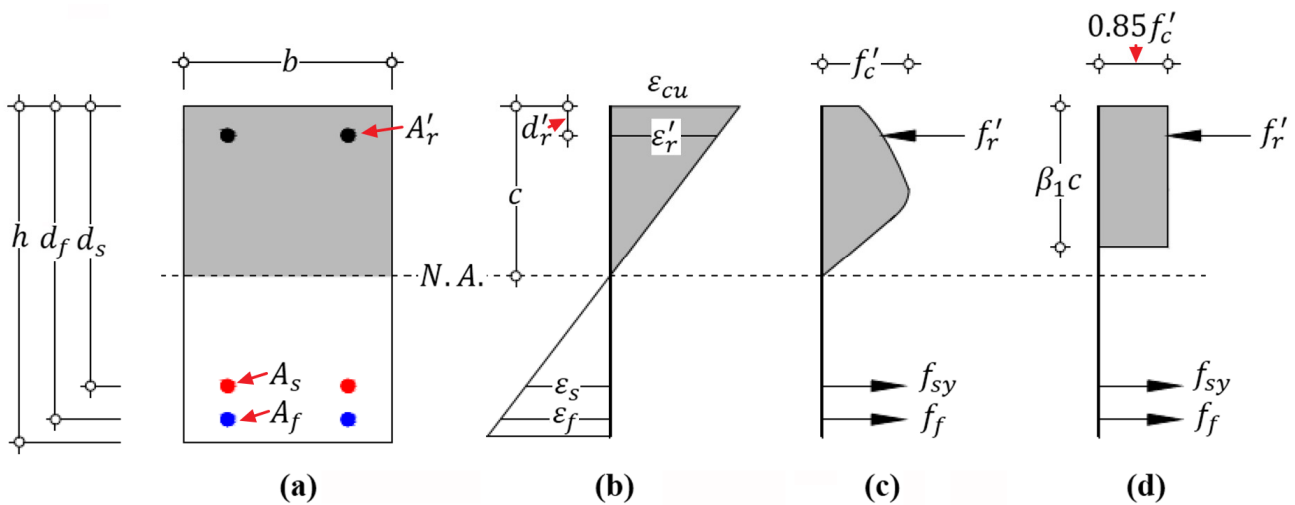 b
h
d_f
d_s
A'_r
N.A.
A_s
A_f
(a)
ε_cu
d'_r
ε'_r
c
ε_s
ε_f
(b)
f'_c
f'_r
f_sy
f_f
(c)
0.85f'_c
f'_r
β_1c
f_sy
f_f
(d)